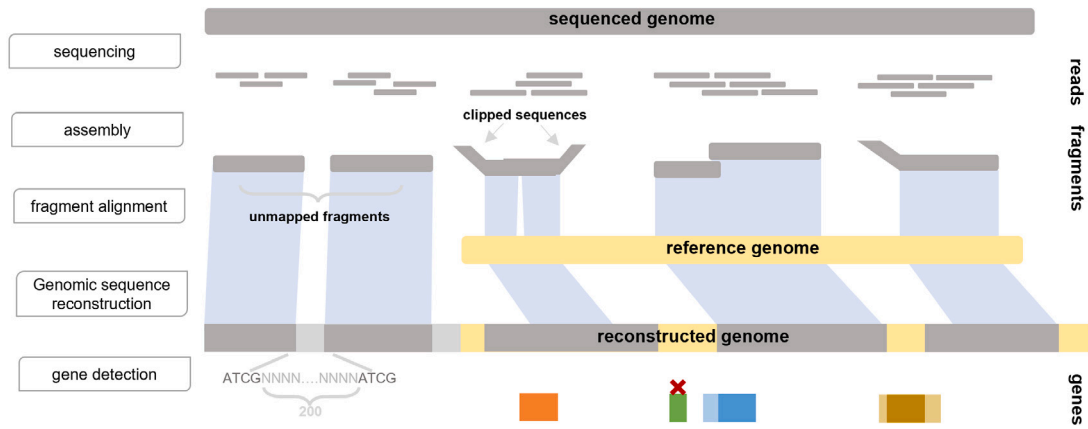 sequenced genome
sequencing
reads
assembly
clipped sequences
fragments
fragment alignment
unmapped fragments
reference genome
Genomic sequence
reconstruction
reconstructed genome
gene detection
ATCGNNNN....NNNNATCG
200
genes